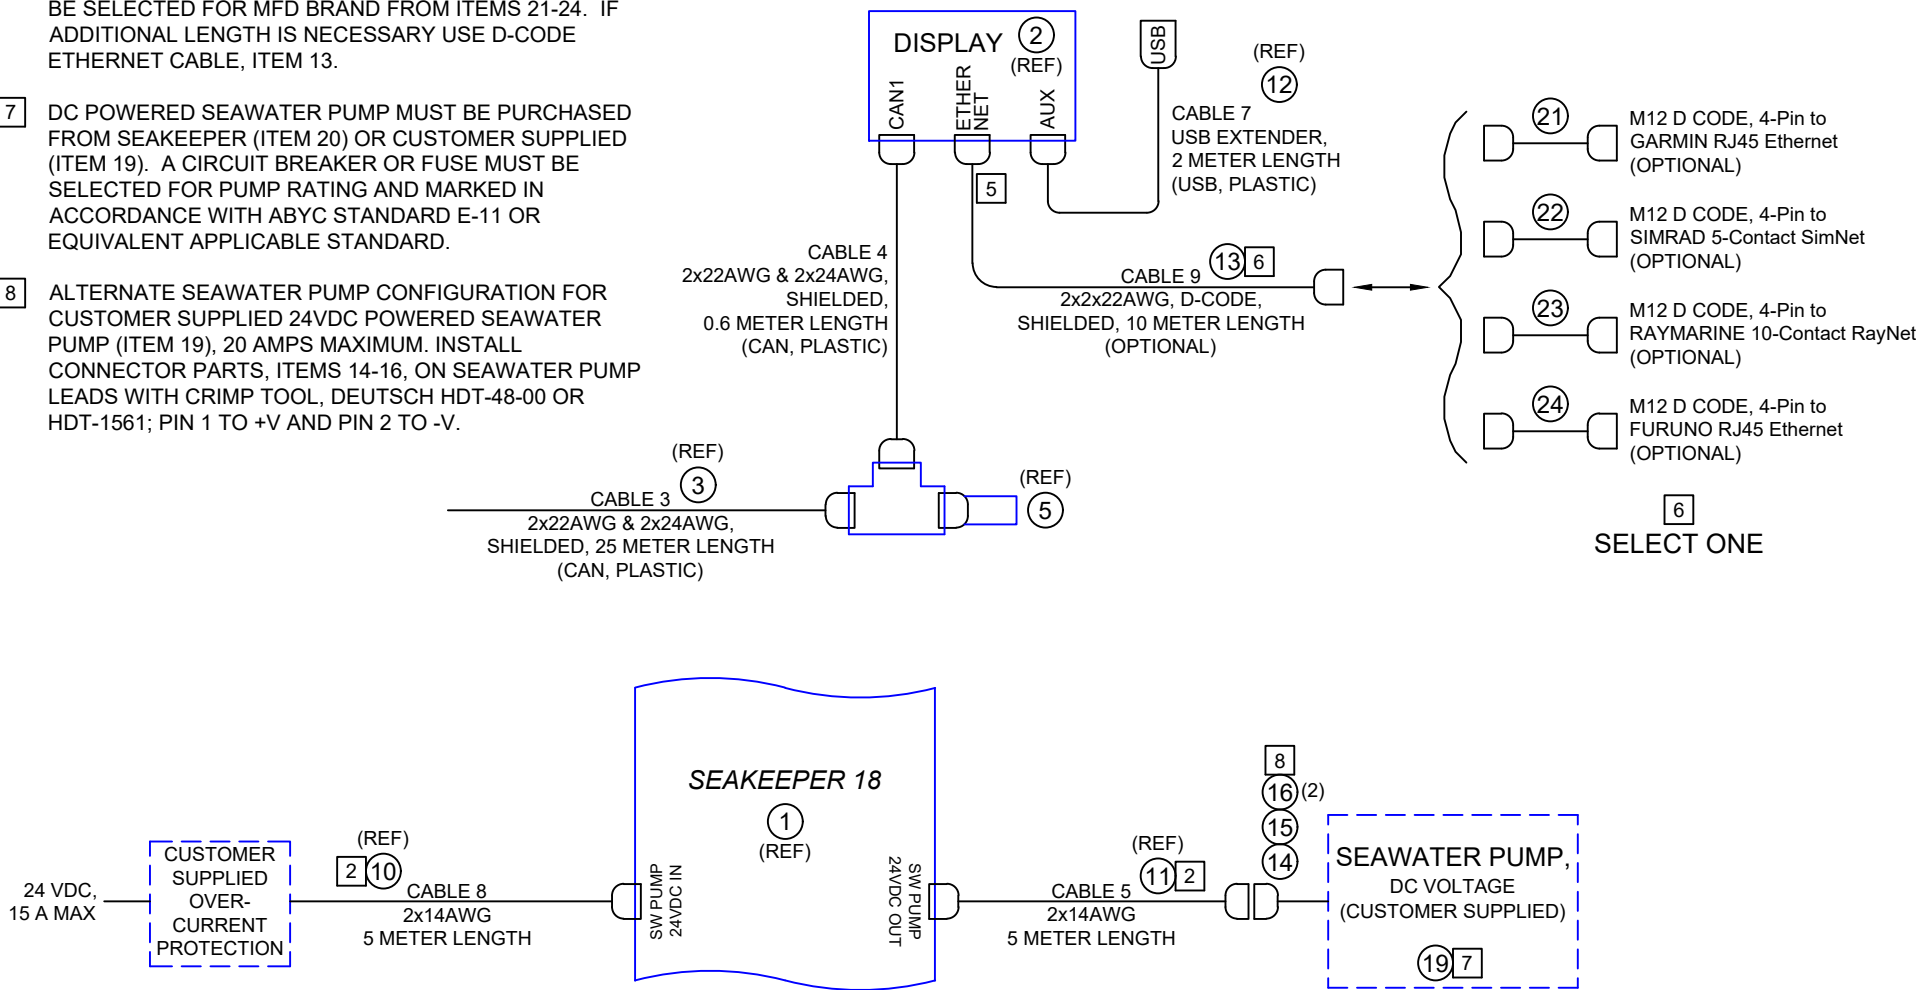 BE SELECTED FOR MFD BRAND FROM ITEMS 21-24. IF
ADDITIONAL LENGTH IS NECESSARY USE D-CODE
ETHERNET CABLE, ITEM 13.
7
DC POWERED SEAWATER PUMP MUST BE PURCHASED
FROM SEAKEEPER (ITEM 20) OR CUSTOMER SUPPLIED
(ITEM 19). A CIRCUIT BREAKER OR FUSE MUST BE
SELECTED FOR PUMP RATING AND MARKED IN
ACCORDANCE WITH ABYC STANDARD E-11 OR
EQUIVALENT APPLICABLE STANDARD.
8
ALTERNATE SEAWATER PUMP CONFIGURATION FOR
CUSTOMER SUPPLIED 24VDC POWERED SEAWATER
PUMP (ITEM 19), 20 AMPS MAXIMUM. INSTALL
CONNECTOR PARTS, ITEMS 14-16, ON SEAWATER PUMP
LEADS WITH CRIMP TOOL, DEUTSCH HDT-48-00 OR
HDT-1561; PIN 1 TO +V AND PIN 2 TO -V.
DISPLAY
2
(REF)
CAN1
ETHER
NET
AUX
USB
(REF)
12
CABLE 7
USB EXTENDER,
2 METER LENGTH
(USB, PLASTIC)
5
CABLE 4
2x22AWG & 2x24AWG,
SHIELDED,
0.6 METER LENGTH
(CAN, PLASTIC)
13
6
CABLE 9
2x2x22AWG, D-CODE,
SHIELDED, 10 METER LENGTH
(OPTIONAL)
21
M12 D CODE, 4-Pin to
GARMIN RJ45 Ethernet
(OPTIONAL)
22
M12 D CODE, 4-Pin to
SIMRAD 5-Contact SimNet
(OPTIONAL)
23
M12 D CODE, 4-Pin to
RAYMARINE 10-Contact RayNet
(OPTIONAL)
24
M12 D CODE, 4-Pin to
FURUNO RJ45 Ethernet
(OPTIONAL)
6
SELECT ONE
(REF)
3
CABLE 3
2x22AWG & 2x24AWG,
SHIELDED, 25 METER LENGTH
(CAN, PLASTIC)
(REF)
5
24 VDC,
15 A MAX
CUSTOMER
SUPPLIED
OVER-
CURRENT
PROTECTION
(REF)
2
10
CABLE 8
2x14AWG
5 METER LENGTH
SEAKEEPER 18
1
(REF)
SW PUMP
24VDC IN
SW PUMP
24VDC OUT
(REF)
11
2
CABLE 5
2x14AWG
5 METER LENGTH
8
16 (2)
15
14
SEAWATER PUMP,
DC VOLTAGE
(CUSTOMER SUPPLIED)
19
7